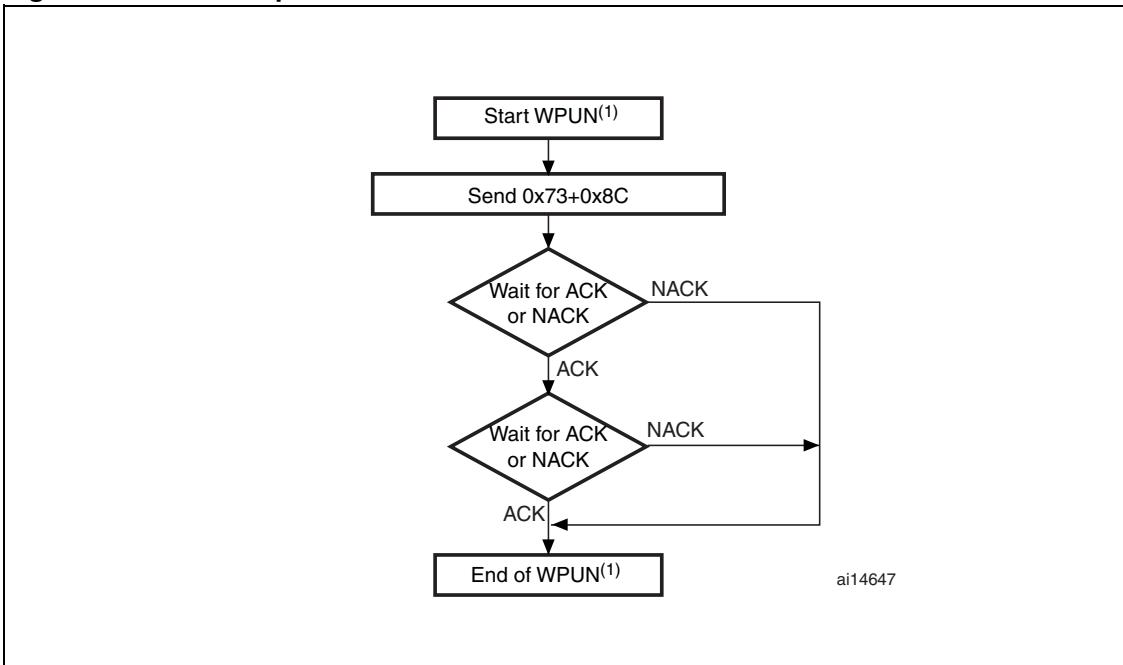 Start WPUN(1)
Send 0x73+0x8C
Wait for ACK
or NACK
NACK
ACK
Wait for ACK
or NACK
NACK
ACK
End of WPUN(1)
ai14647